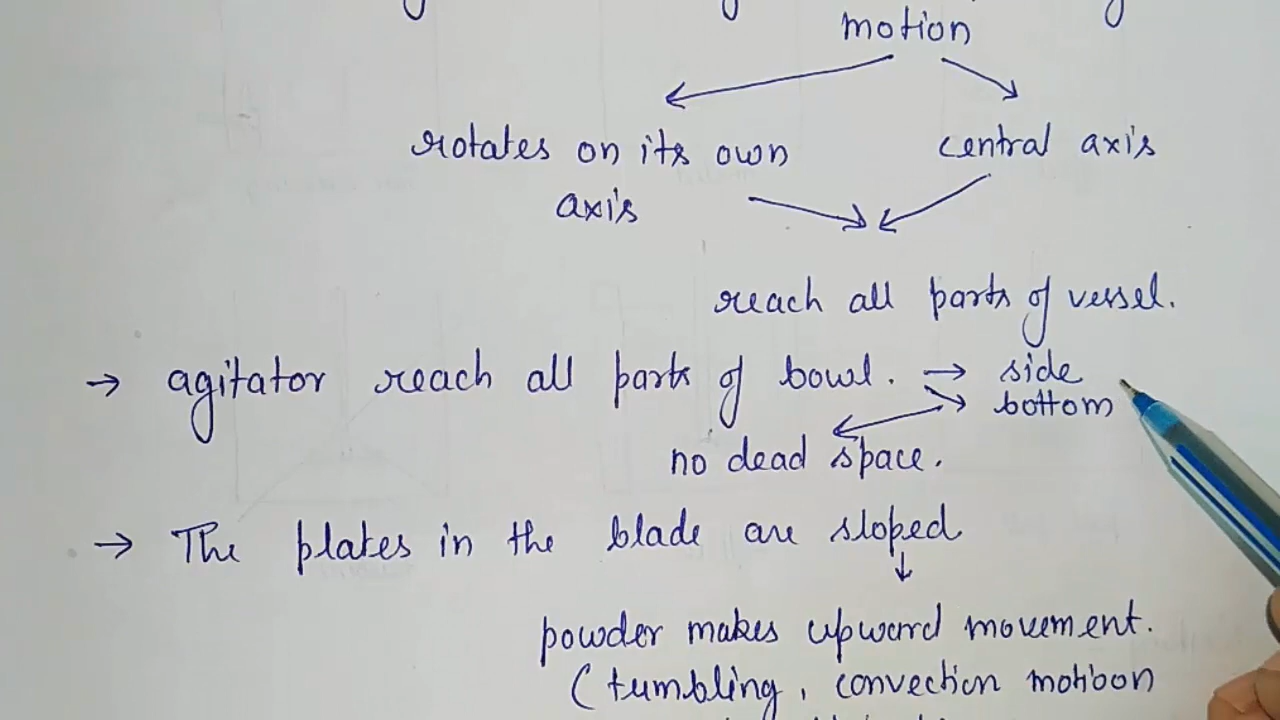 motion
rotates on its own
axis
central axis
reach all parts of vessel.
→ agitator reach all parts of bowl. → side
bottom
no dead space.
→ The plates in the blade are sloped
powder makes upward movement.
(tumbling, convection motion